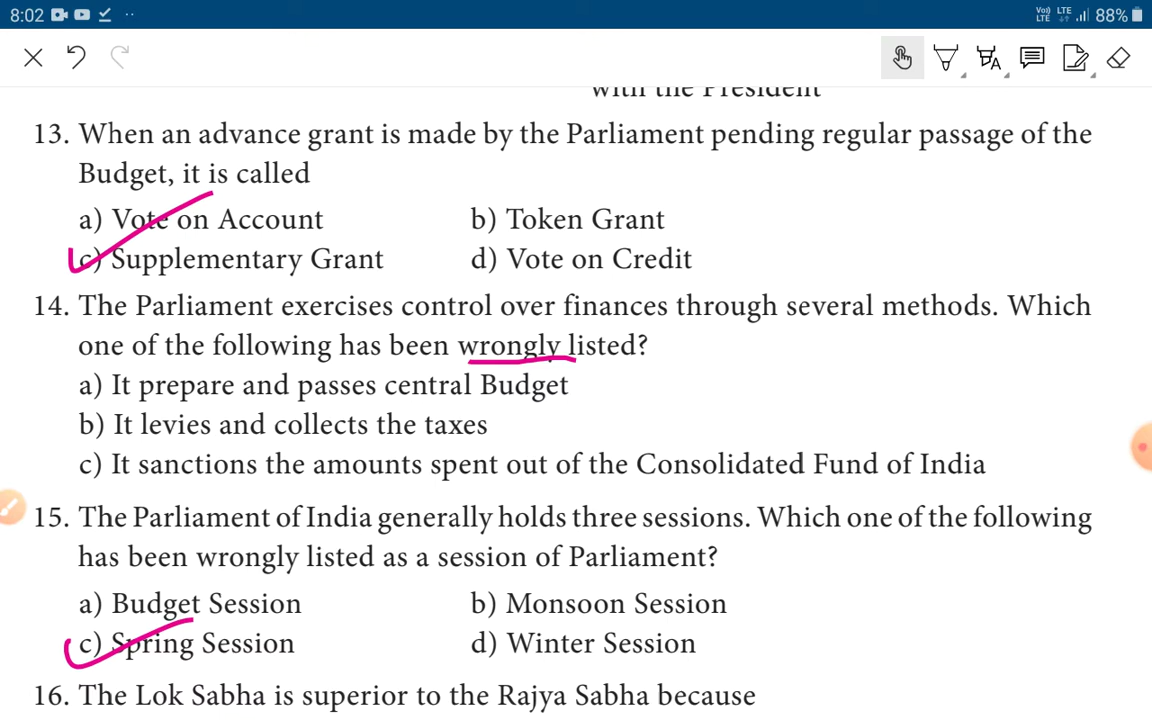 8:02
Vo) LTE LTE 88%
with the President
13. When an advance grant is made by the Parliament pending regular passage of the
Budget, it is called
a) Vote on Account b) Token Grant
c) Supplementary Grant d) Vote on Credit
14. The Parliament exercises control over finances through several methods. Which
one of the following has been wrongly listed?
a) It prepare and passes central Budget
b) It levies and collects the taxes
c) It sanctions the amounts spent out of the Consolidated Fund of India
15. The Parliament of India generally holds three sessions. Which one of the following
has been wrongly listed as a session of Parliament?
a) Budget Session b) Monsoon Session
c) Spring Session d) Winter Session
16. The Lok Sabha is superior to the Rajya Sabha because